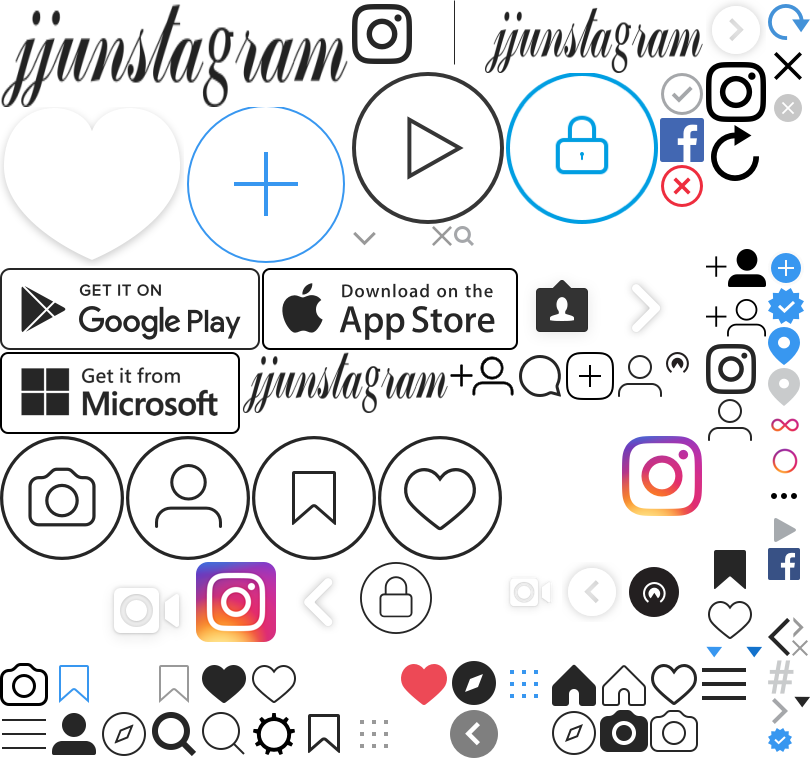 jjunstagram
jjunstagram
GET IT ON
Google Play
Download on the
App Store
Get it from
Microsoft
jjunstagram